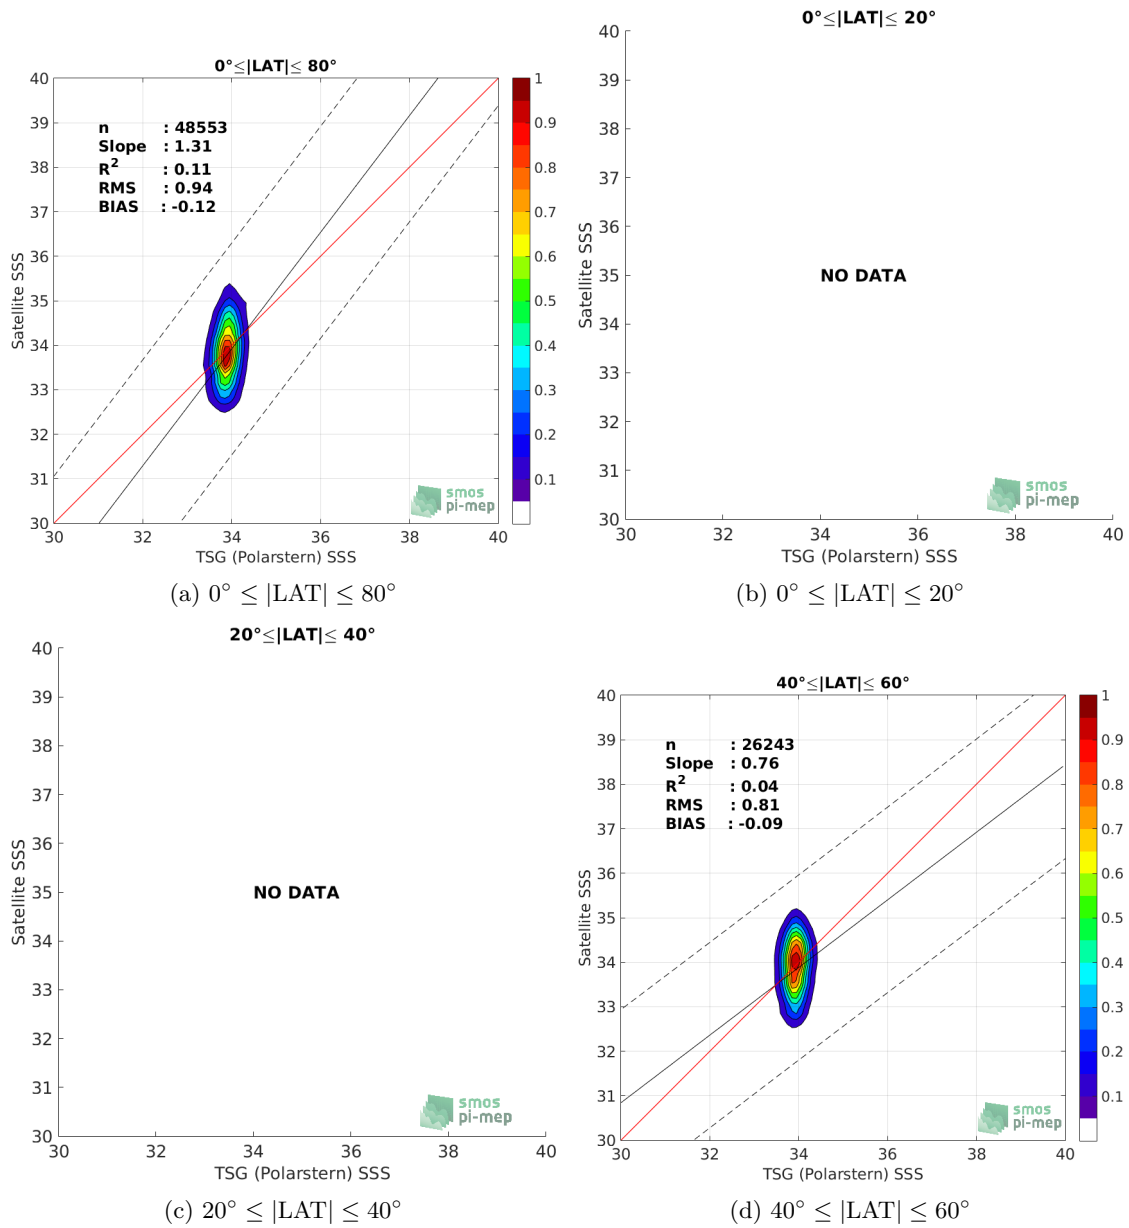 0°≤|LAT|≤ 80°
40
39
38
37
36
35
34
33
32
31
30
n : 48553
Slope : 1.31
R2 : 0.11
RMS : 0.94
BIAS : -0.12
1
0.9
0.8
0.7
0.6
0.5
0.4
0.3
0.2
0.1
Satellite SSS
smos
pi-mep
30 32 34 36 38 40
TSG (Polarstern) SSS
(a) 0° ≤ |LAT| ≤ 80°
0°≤|LAT|≤ 20°
40
39
38
37
36
35
34
33
32
31
30
Satellite SSS
NO DATA
smos
pi-mep
30 32 34 36 38 40
TSG (Polarstern) SSS
(b) 0° ≤ |LAT| ≤ 20°
20°≤|LAT|≤ 40°
40
39
38
37
36
35
34
33
32
31
30
Satellite SSS
NO DATA
smos
pi-mep
30 32 34 36 38 40
TSG (Polarstern) SSS
(c) 20° ≤ |LAT| ≤ 40°
40°≤|LAT|≤ 60°
40
39
38
37
36
35
34
33
32
31
30
n : 26243
Slope : 0.76
R2 : 0.04
RMS : 0.81
BIAS : -0.09
1
0.9
0.8
0.7
0.6
0.5
0.4
0.3
0.2
0.1
Satellite SSS
smos
pi-mep
30 32 34 36 38 40
TSG (Polarstern) SSS
(d) 40° ≤ |LAT| ≤ 60°